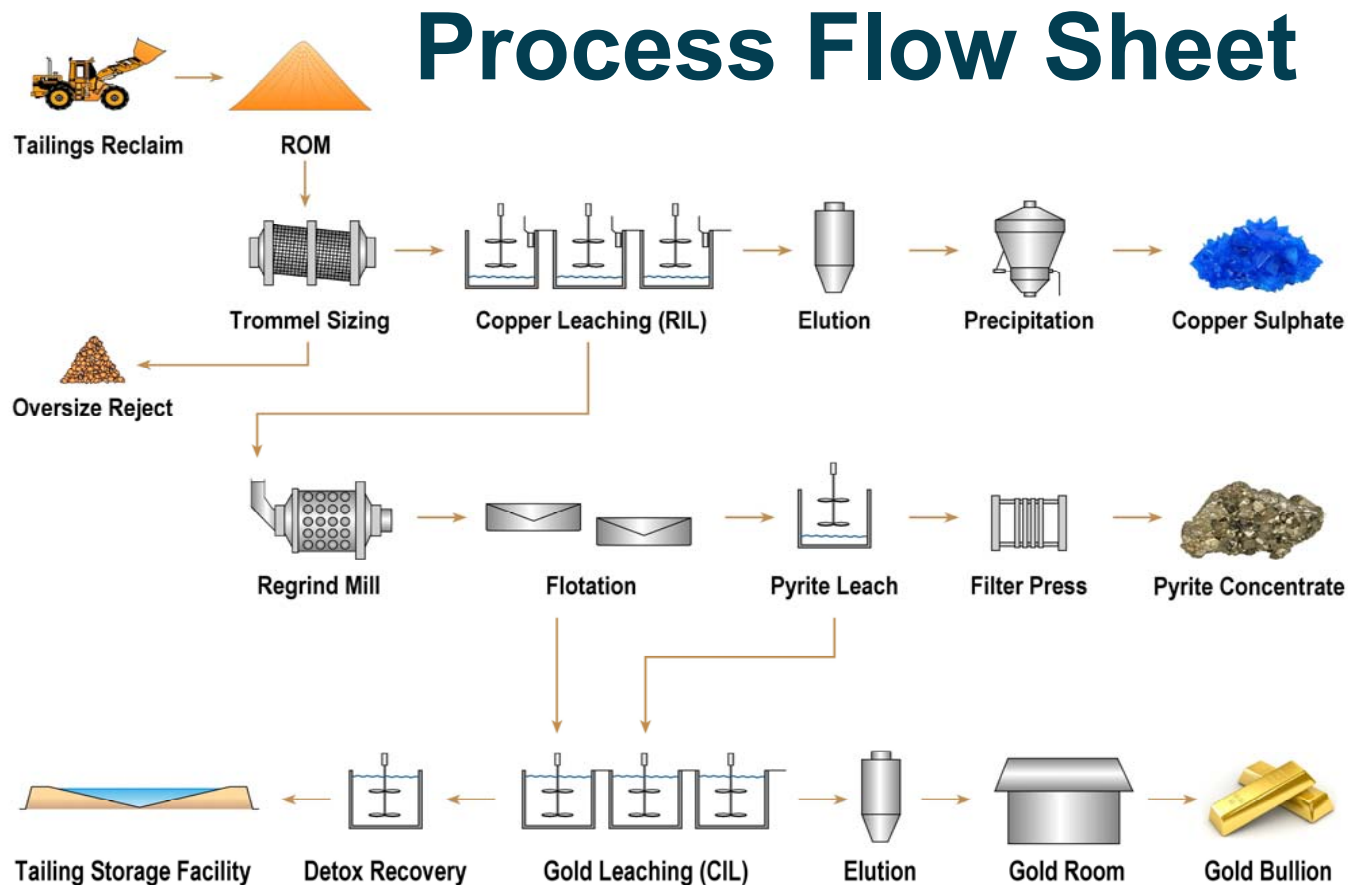 Process Flow Sheet
Tailings Reclaim
ROM
Trommel Sizing
Copper Leaching (RIL)
Elution
Precipitation
Copper Sulphate
Oversize Reject
Regrind Mill
Flotation
Pyrite Leach
Filter Press
Pyrite Concentrate
Tailing Storage Facility
Detox Recovery
Gold Leaching (CIL)
Elution
Gold Room
Gold Bullion